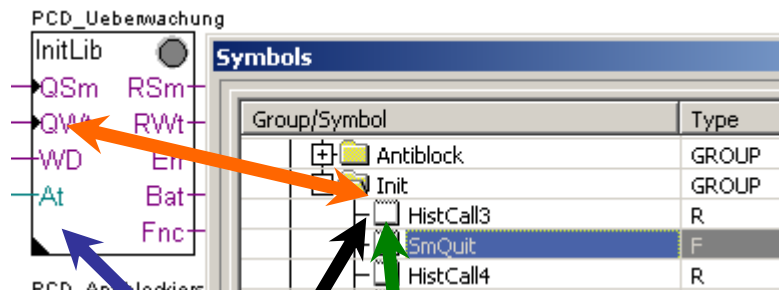 PCD_Ueberwachung
InitLib
QSm RSm
QWt RWt
WD Err
At Bat
Fnc
Symbols
Group/Symbol Type
Antiblock GROUP
Init GROUP
HistCall3 R
SmQuit F
HistCall4 R